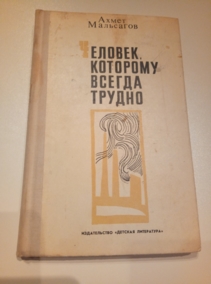 Ахмет
Мальсагов
ЧЕЛОВЕК,
КОТОРОМУ
ВСЕГДА
ТРУДНО
ИЗДАТЕЛЬСТВО «ДЕТСКАЯ ЛИТЕРАТУРА»